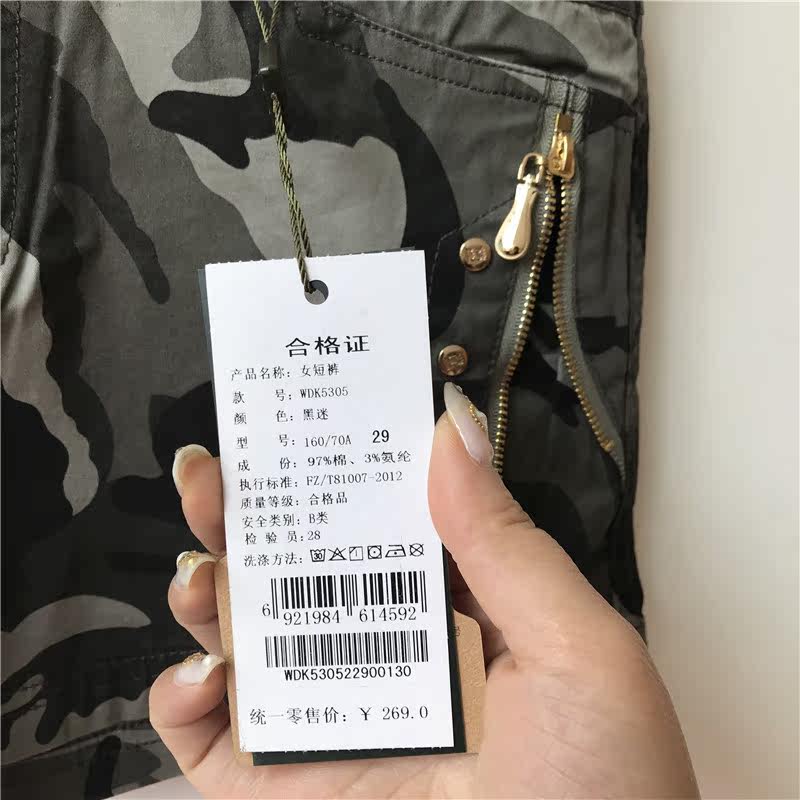 合格证
产品名称：女短裤
款 号：WDK5305
颜 色：黑迷
型 号：160/70A 29
成 份：97%棉、3%氨纶
执行标准：FZ/T81007-2012
质量等级：合格品
安全类别：B类
检 验 员：28
洗涤方法：
6 921984 614592
WDK530522900130
统一零售价：¥ 269.0